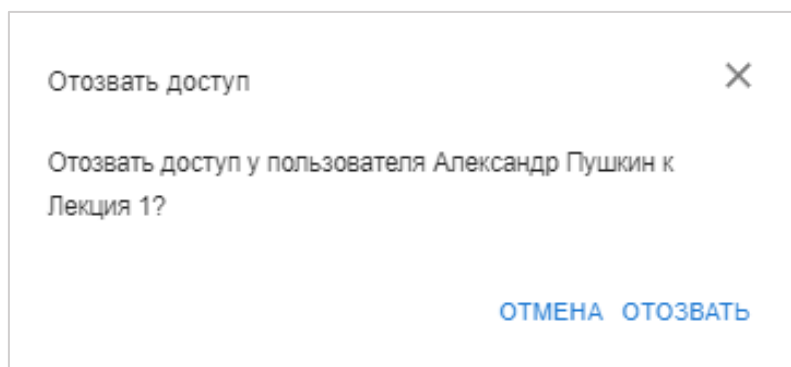 Отозвать доступ
Отозвать доступ у пользователя Александр Пушкин к
Лекция 1?
ОТМЕНА ОТОЗВАТЬ